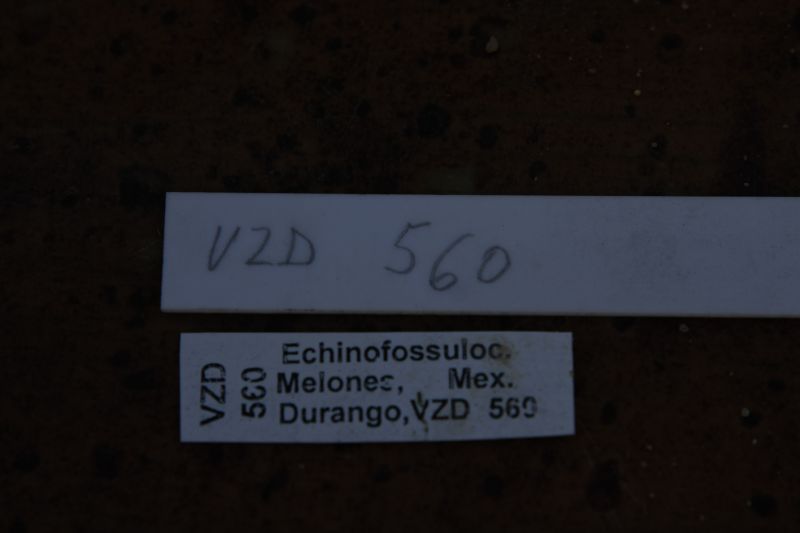 VZD 560
VZD 560
Echinofossuloc.
Melones, Mex.
Durango, VZD 560